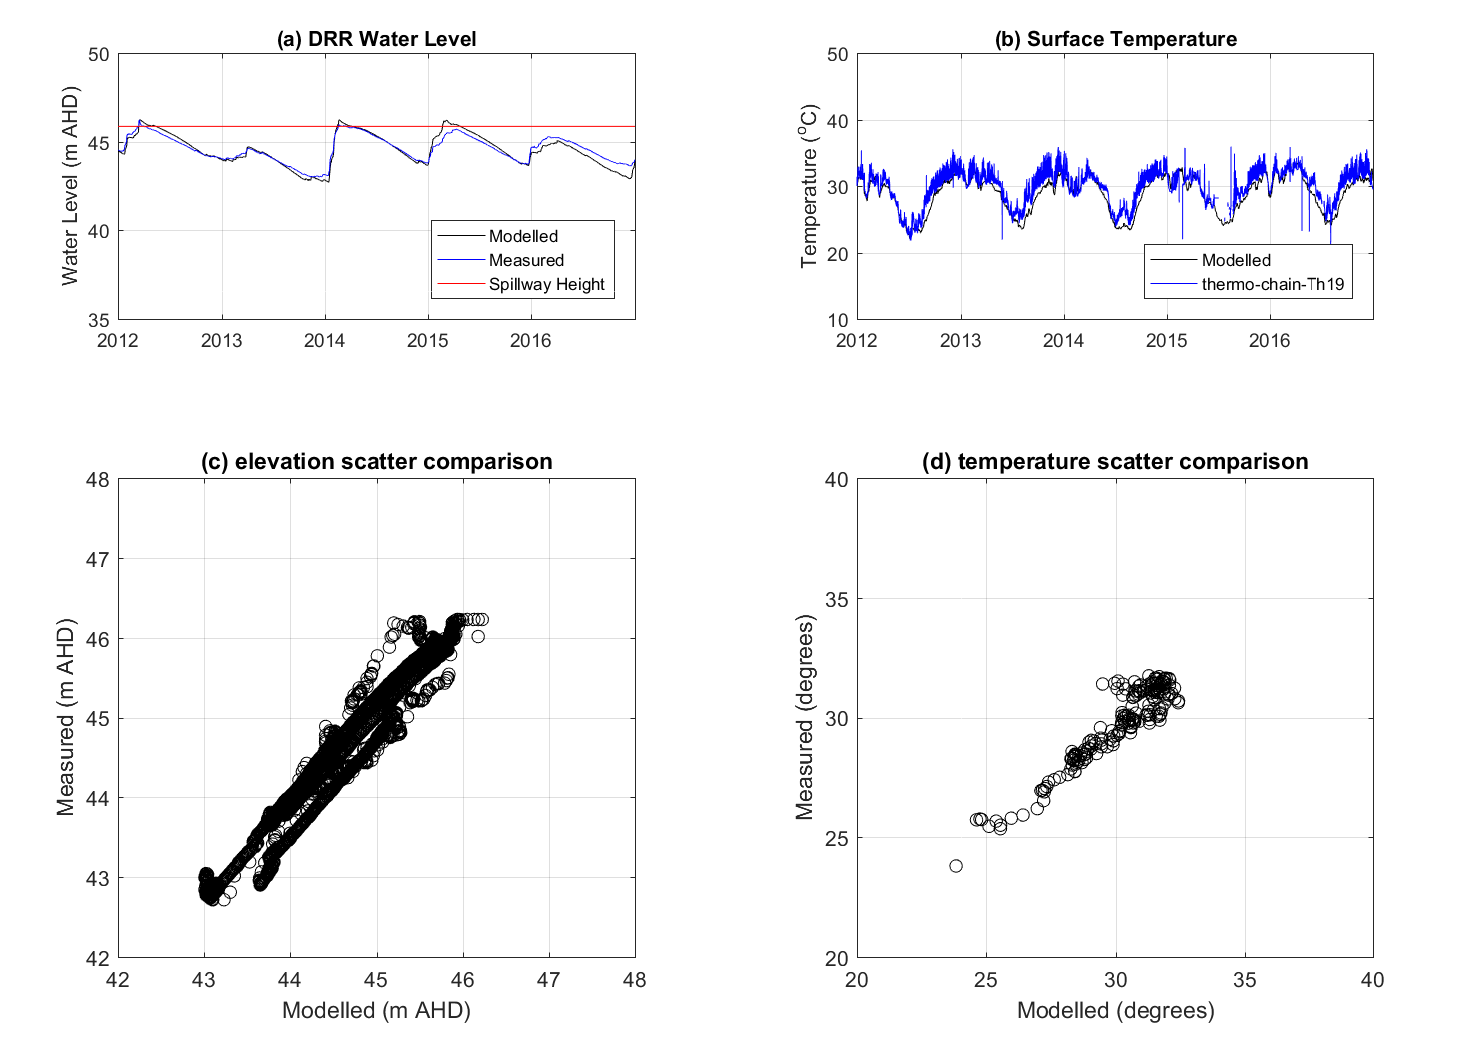 (a) DRR Water Level
Water Level (m AHD)
50
45
40
35
2012
2013
2014
2015
2016
Modelled
Measured
Spillway Height
(b) Surface Temperature
Temperature (°C)
50
40
30
20
10
2012
2013
2014
2015
2016
Modelled
thermo-chain-Th19
(c) elevation scatter comparison
Measured (m AHD)
48
47
46
45
44
43
42
42
43
44
45
46
47
48
Modelled (m AHD)
(d) temperature scatter comparison
Measured (degrees)
40
35
30
25
20
20
25
30
35
40
Modelled (degrees)